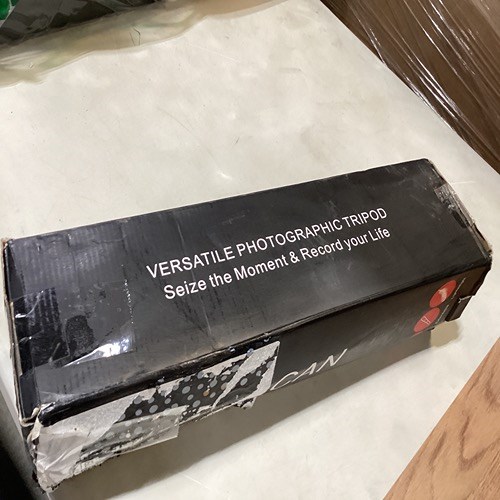 VERSATILE PHOTOGRAPHIC TRIPOD
Seize the Moment & Record your Life